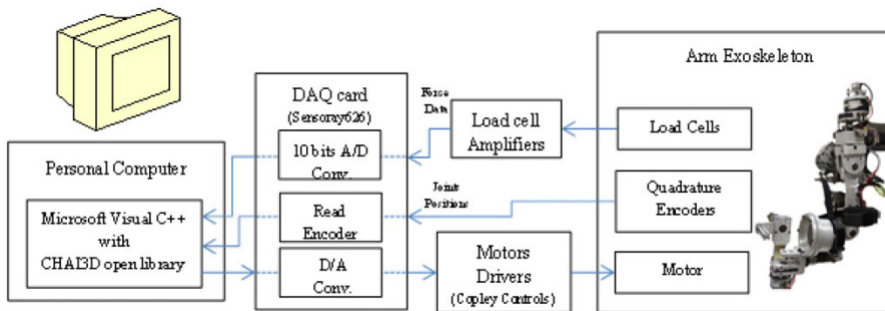 Personal Computer
Microsoft Visual C++
with
CHAI3D open library
DAQ card
(Sensoray626)
10 bits A/D
Conv.
Read
Encoder
D/A
Conv.
Force
Data
Joints
Positions
Load cell
Amplifiers
Motors
Drivers
(Copley Controls)
Arm Exoskeleton
Load Cells
Quadrature
Encoders
Motor